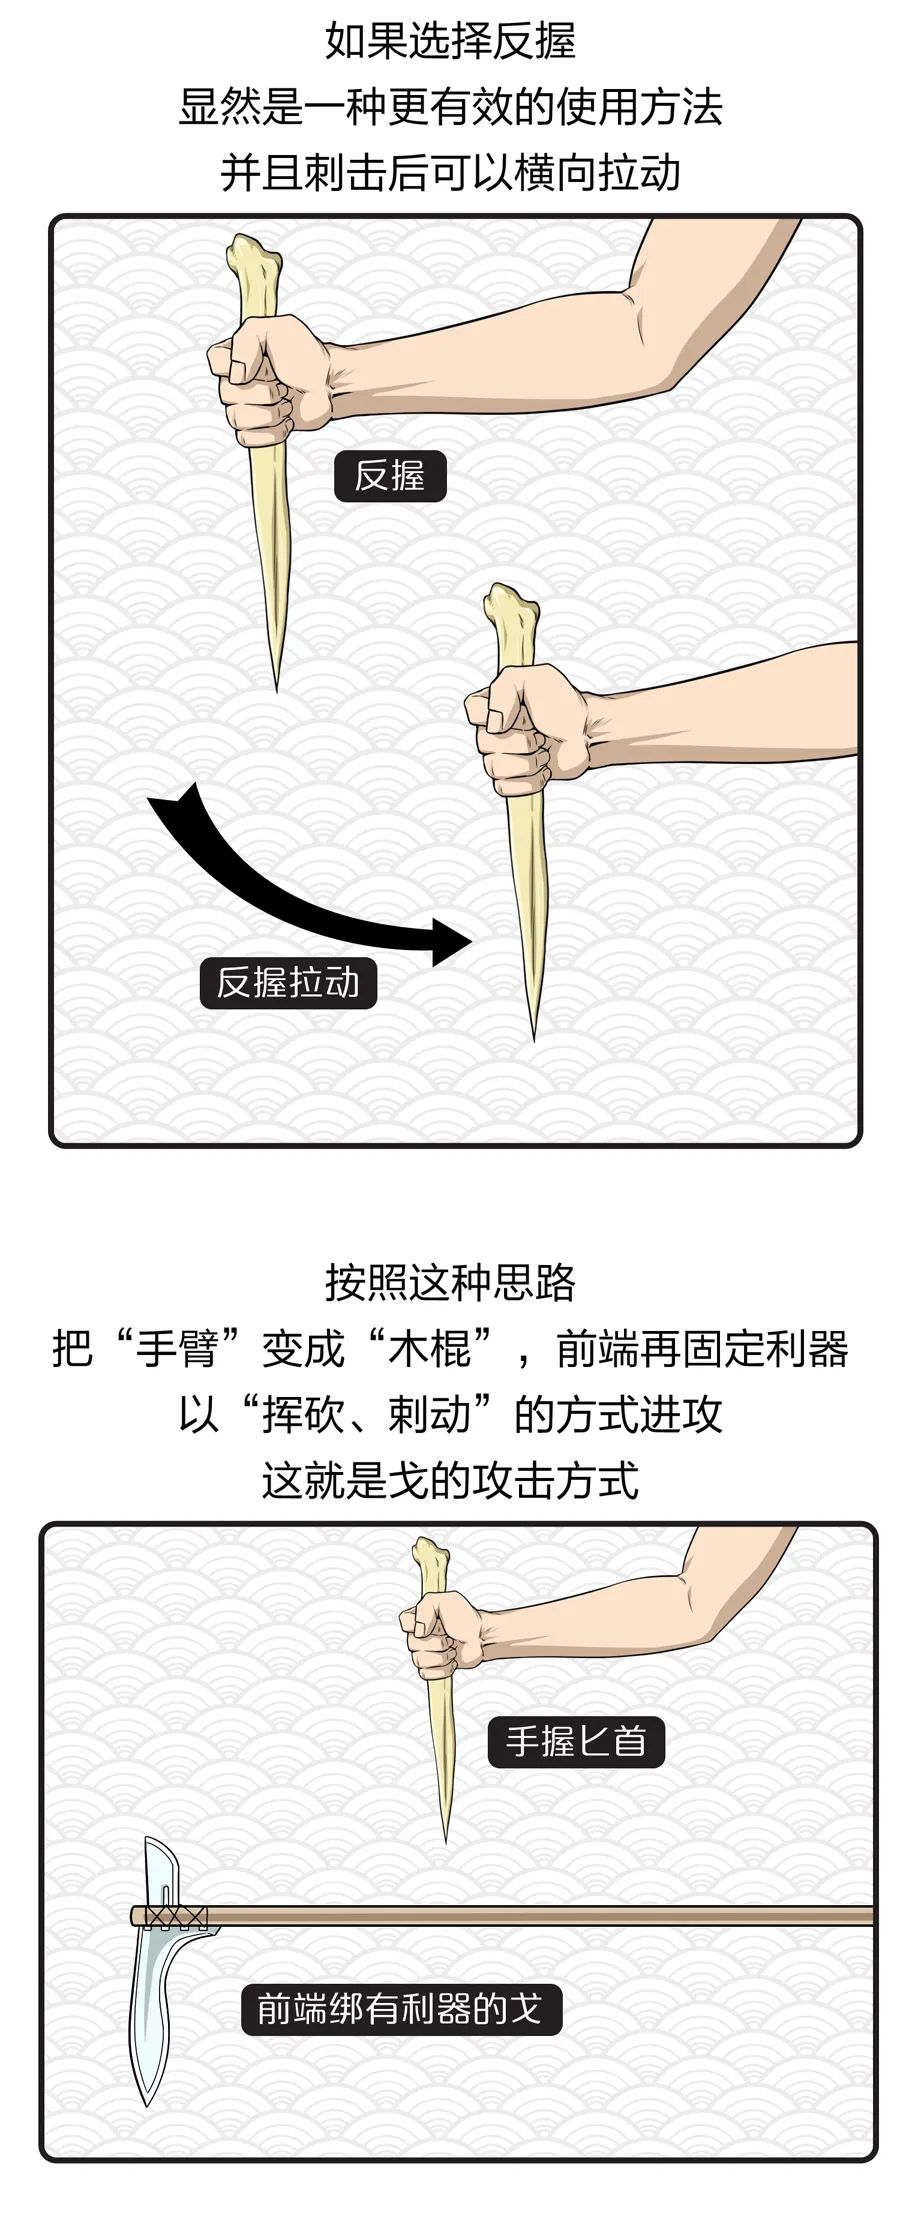 如果选择反握
显然是一种更有效的使用方法
并且刺击后可以横向拉动
反握
反握拉动
按照这种思路
把“手臂”变成“木棍”，前端再固定利器
以“挥砍、剌动”的方式进攻
这就是戈的攻击方式
手握匕首
前端绑有利器的戈